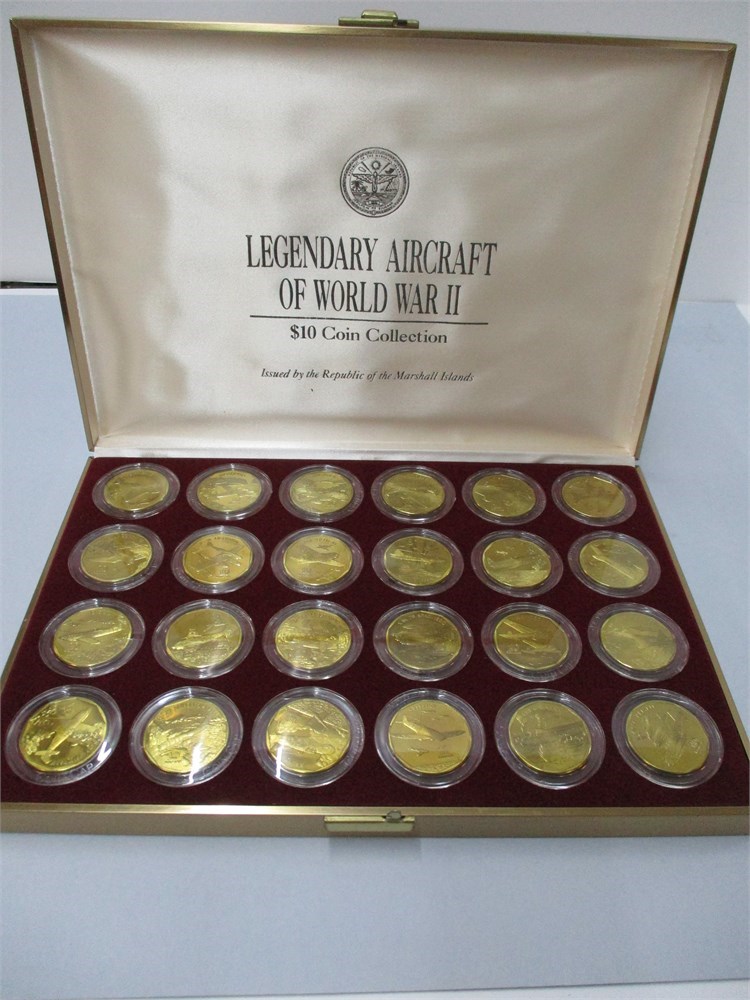 LEGENDARY AIRCRAFT
OF WORLD WAR II
$10 Coin Collection
Issued by the Republic of the Marshall Islands